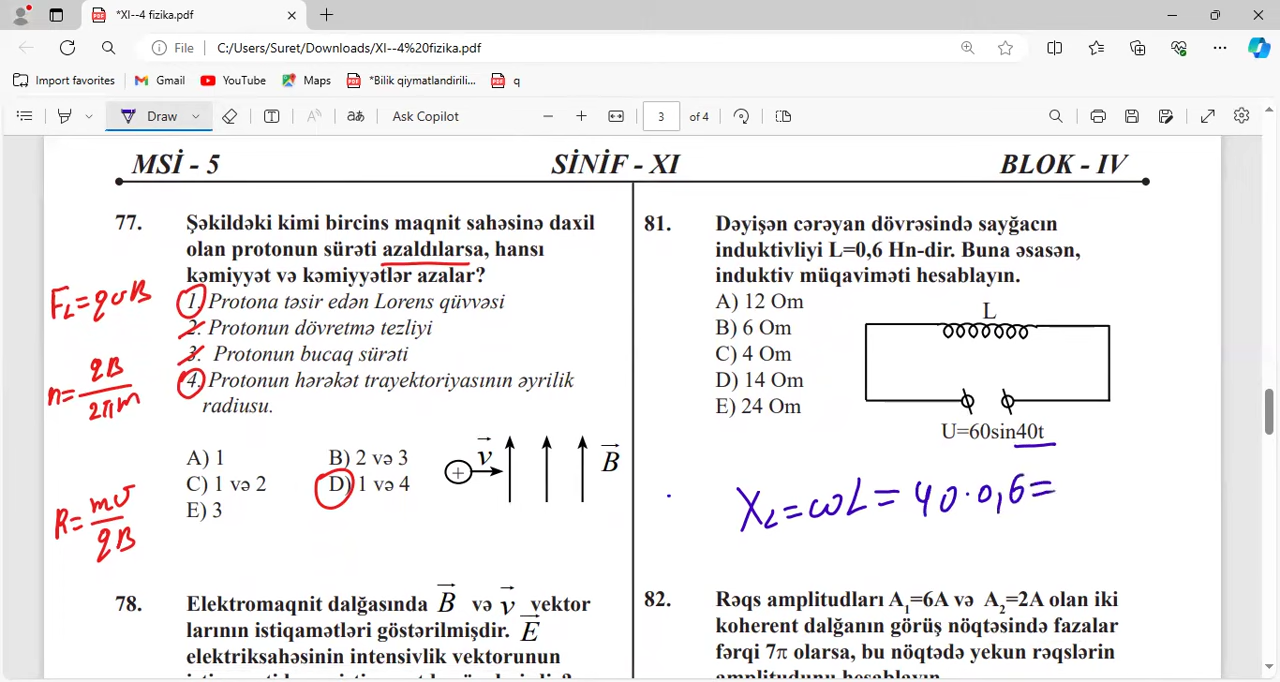 *XI--4 fizika.pdf
File C:/Users/Suret/Downloads/XI--4%20fizika.pdf
Import favorites Gmail YouTube Maps *Bilik qiymatlandirili... q
Draw aあ Ask Copilot 3 of 4
MSİ - 5 SİNİF - XI BLOK - IV
77. Şəkildəki kimi bircins maqnit sahəsinə daxil
olan protonun sürəti azaldılarsa, hansı
kəmiyyət və kəmiyyətlər azalar?
1. Protona təsir edən Lorens qüvvəsi
2. Protonun dövretmə tezliyi
3. Protonun bucaq sürəti
4. Protonun hərəkət trayektoriyasının əyrilik
radiusu.
A) 1 B) 2 və 3
C) 1 və 2 D) 1 və 4
E) 3
v B
F_L=qυB
n=qB/2πm
R=mυ/qB
78. Elektromaqnit dalğasında B və v vektor
larının istiqamətləri göstərilmişdir. E
elektriksahəsinin intensivlik vektorunun
81. Dəyişən cərəyan dövrəsində sayğacın
induktivliyi L=0,6 Hn-dir. Buna əsasən,
induktiv müqaviməti hesablayın.
A) 12 Om
B) 6 Om
C) 4 Om
D) 14 Om
E) 24 Om
L
U=60sin40t
X_L=ωL=40·0,6=
82. Rəqs amplitudları A₁=6A və A₂=2A olan iki
koherent dalğanın görüş nöqtəsində fazalar
fərqi 7π olarsa, bu nöqtədə yekun rəqslərin
amplitudunu hesablayın